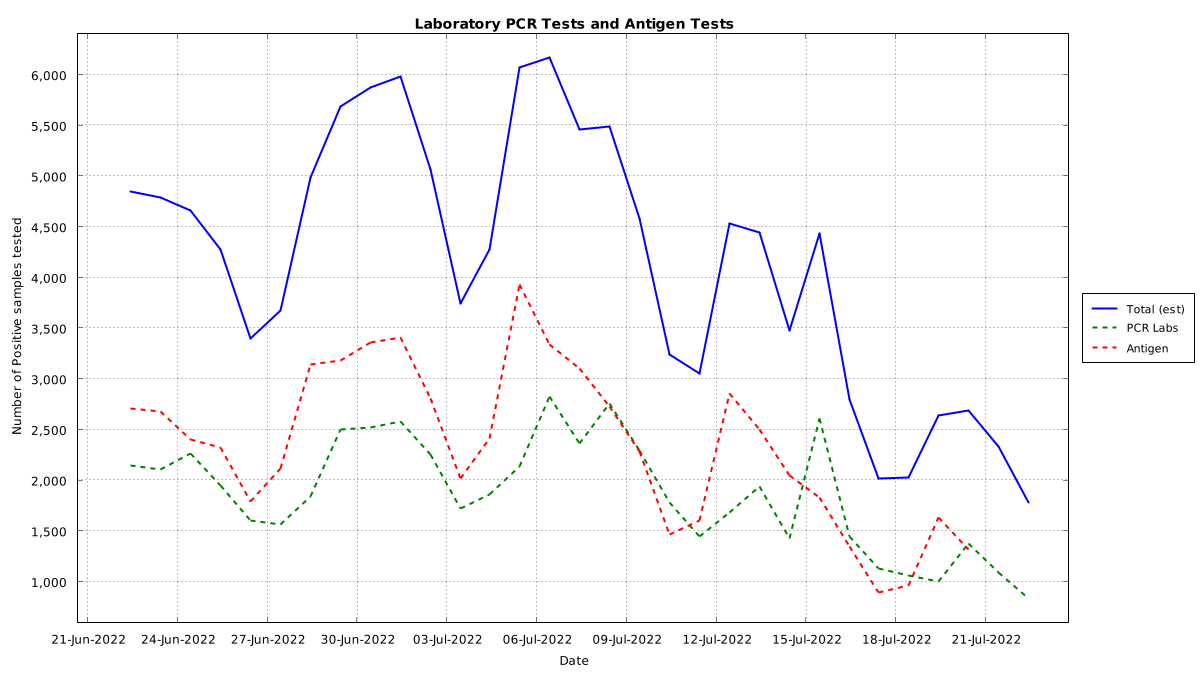 Laboratory PCR Tests and Antigen Tests
Number of Positive samples tested
6,000
5,500
5,000
4,500
4,000
3,500
3,000
2,500
2,000
1,500
1,000
21-Jun-2022 24-Jun-2022 27-Jun-2022 30-Jun-2022 03-Jul-2022 06-Jul-2022 09-Jul-2022 12-Jul-2022 15-Jul-2022 18-Jul-2022 21-Jul-2022
Date
Total (est)
PCR Labs
Antigen